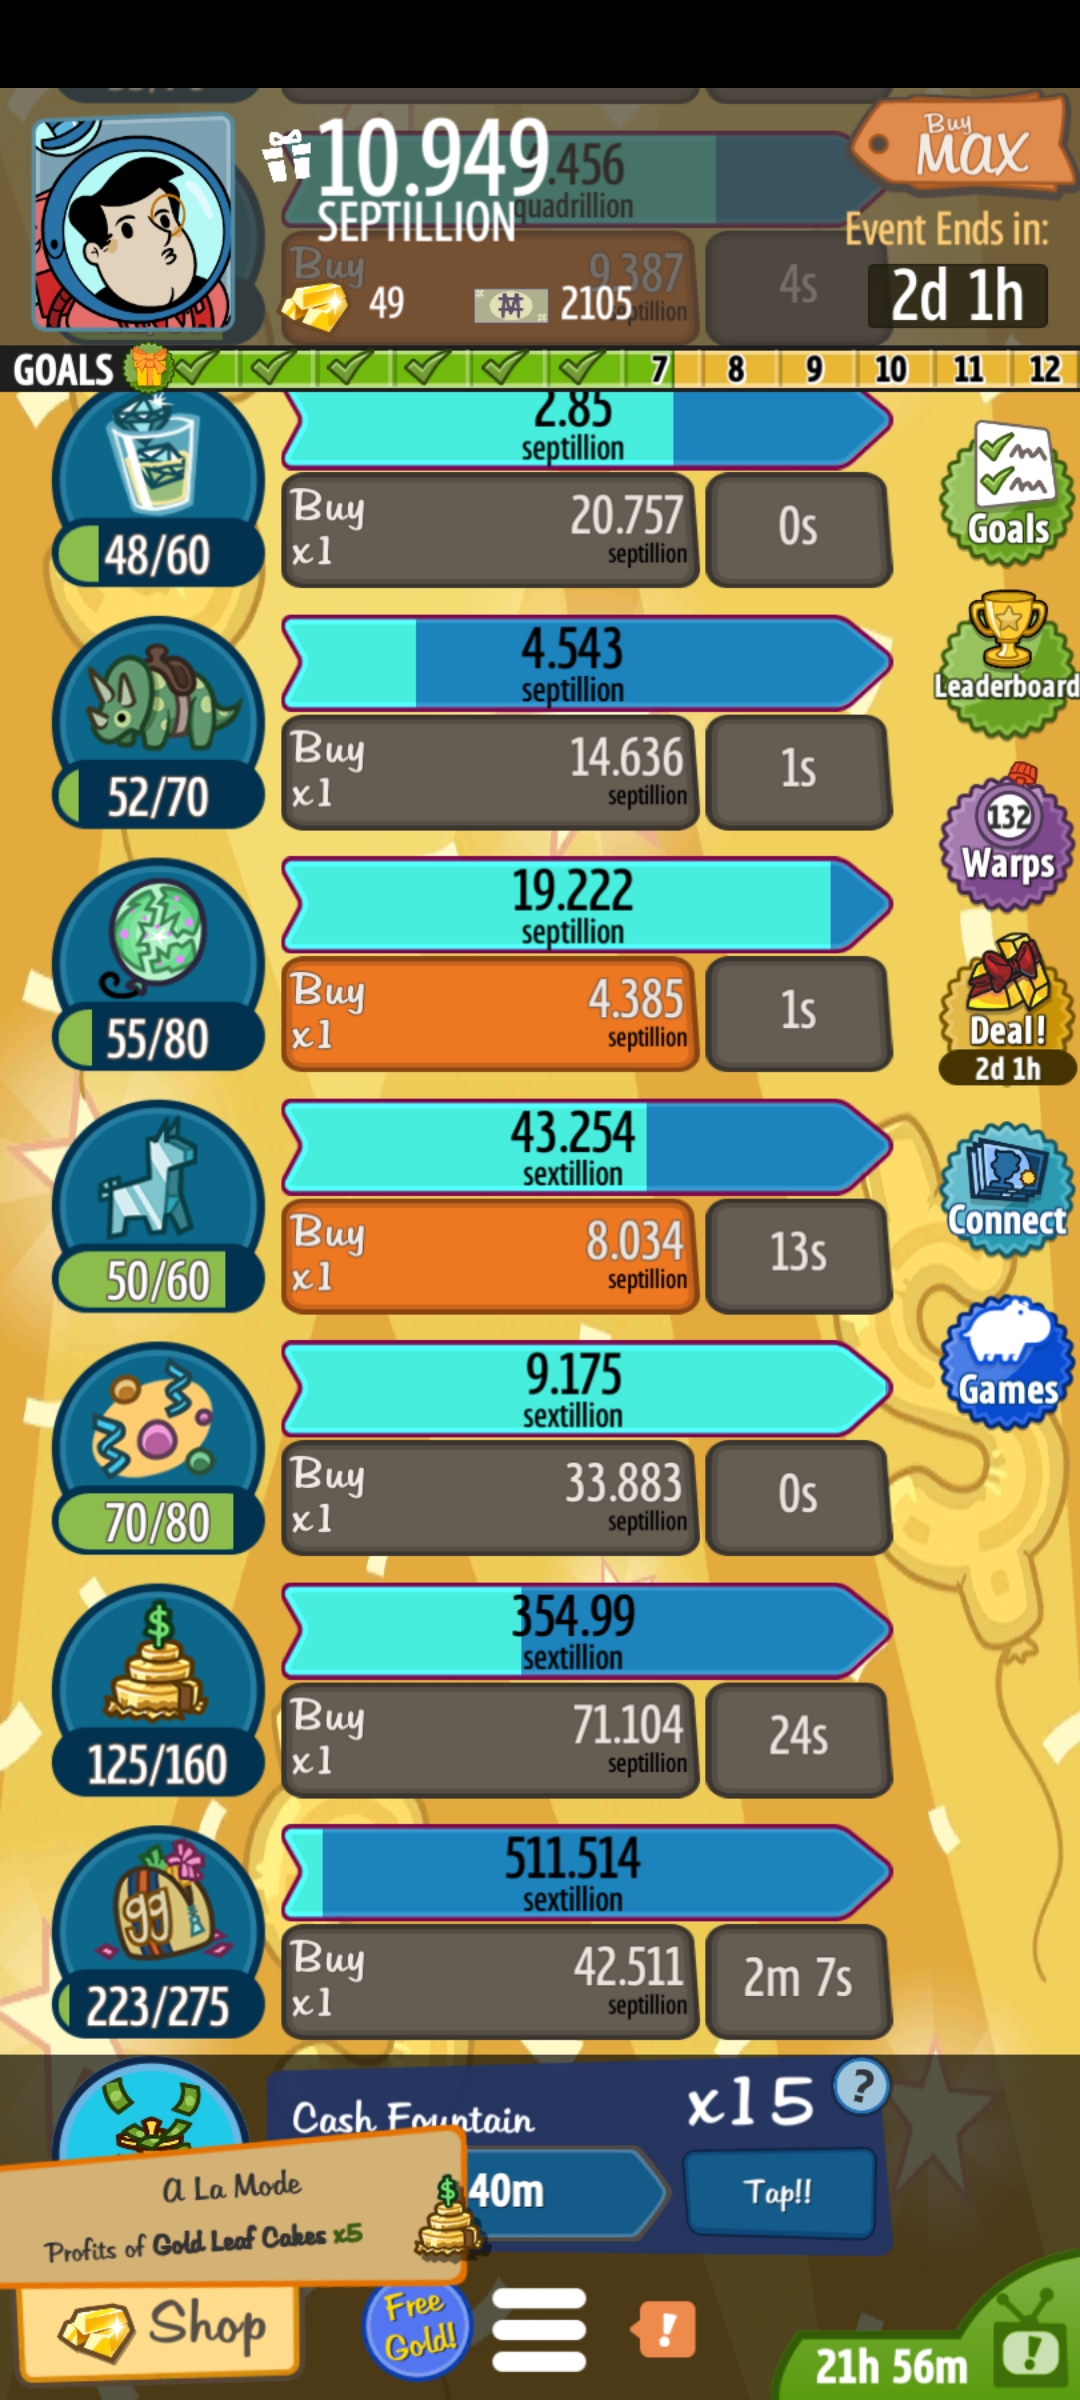 10.949
SEPTILLION
9.456
quadrillion
Buy
MAX
Event Ends in:
2d 1h
Buy
9.387
septillion
4s
49
2105
GOALS
7 8 9 10 11 12
2.85
septillion
Buy
x1
20.757
septillion
0s
48/60
Goals
4.543
septillion
Buy
x1
14.636
septillion
1s
52/70
Leaderboard
132
Warps
19.222
septillion
Buy
x1
4.385
septillion
1s
55/80
Deal!
2d 1h
43.254
sextillion
Buy
x1
8.034
septillion
13s
50/60
Connect
9.175
sextillion
Buy
x1
33.883
septillion
0s
70/80
Games
354.99
sextillion
Buy
x1
71.104
septillion
24s
125/160
511.514
sextillion
Buy
x1
42.511
septillion
2m 7s
223/275
gg
Cash Fountain
x15
?
40m
Tap!!
A La Mode
Profits of Gold Leaf Cakes x5
Shop
Free
Gold!
!
21h 56m
!